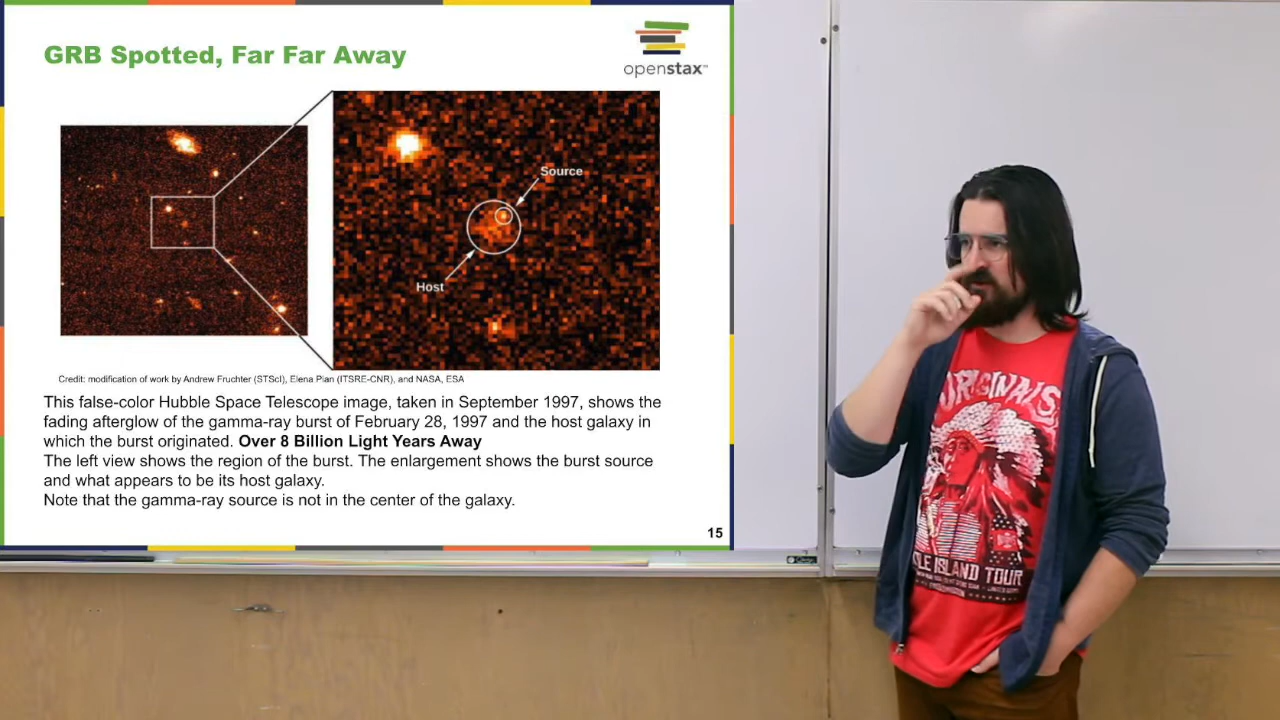 GRB Spotted, Far Far Away
openstax™
Source
Host
Credit: modification of work by Andrew Fruchter (STScI), Elena Pian (ITSRE-CNR), and NASA, ESA
This false-color Hubble Space Telescope image, taken in September 1997, shows the
fading afterglow of the gamma-ray burst of February 28, 1997 and the host galaxy in
which the burst originated. Over 8 Billion Light Years Away
The left view shows the region of the burst. The enlargement shows the burst source
and what appears to be its host galaxy.
Note that the gamma-ray source is not in the center of the galaxy.
15
ORIGINALS
ISLAND TOUR